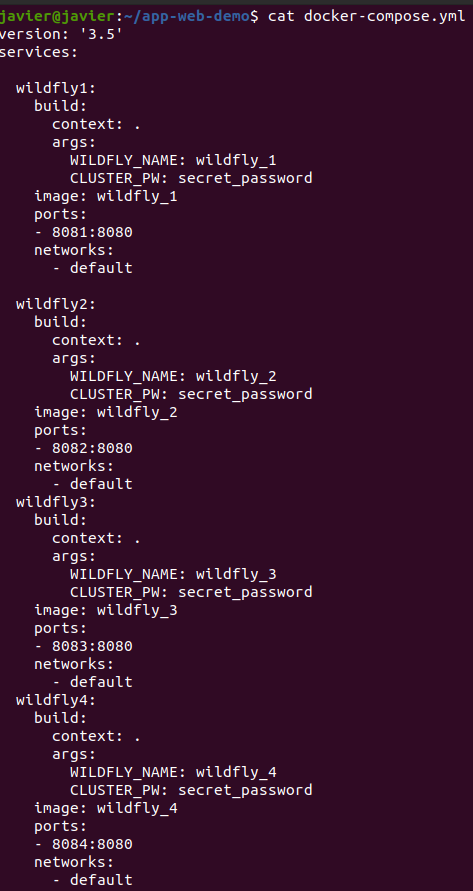 javier@javier:~/app-web-demo$ cat docker-compose.yml
version: '3.5'
services:

  wildfly1:
    build:
      context: .
      args:
        WILDFLY_NAME: wildfly_1
        CLUSTER_PW: secret_password
    image: wildfly_1
    ports:
    - 8081:8080
    networks:
      - default

  wildfly2:
    build:
      context: .
      args:
        WILDFLY_NAME: wildfly_2
        CLUSTER_PW: secret_password
    image: wildfly_2
    ports:
    - 8082:8080
    networks:
      - default
  wildfly3:
    build:
      context: .
      args:
        WILDFLY_NAME: wildfly_3
        CLUSTER_PW: secret_password
    image: wildfly_3
    ports:
    - 8083:8080
    networks:
      - default
  wildfly4:
    build:
      context: .
      args:
        WILDFLY_NAME: wildfly_4
        CLUSTER_PW: secret_password
    image: wildfly_4
    ports:
    - 8084:8080
    networks:
      - default